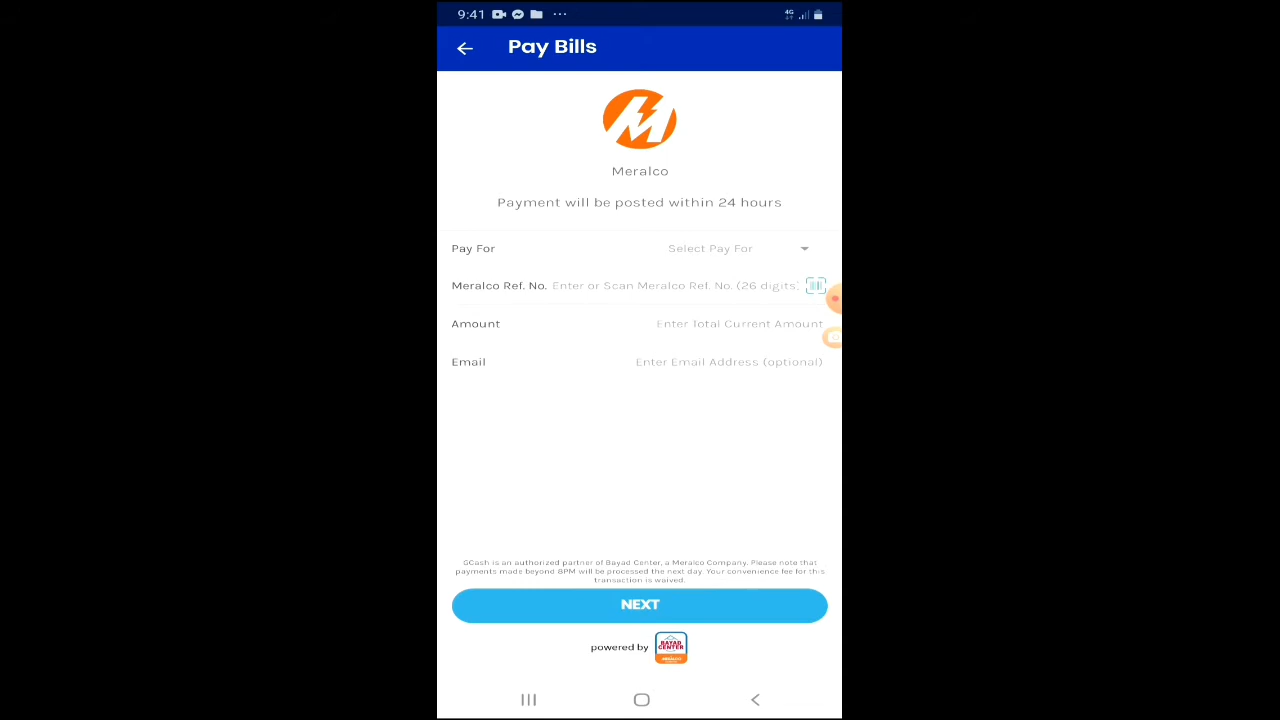 9:41
4G
Pay Bills
Meralco
Payment will be posted within 24 hours
Pay For Select Pay For
Meralco Ref. No. Enter or Scan Meralco Ref. No. (26 digits)
Amount Enter Total Current Amount
Email Enter Email Address (optional)
GCash is an authorized partner of Bayad Center, a Meralco Company. Please note that
payments made beyond 8PM will be processed the next day. Your convenience fee for this
transaction is waived.
NEXT
powered by
BAYAD
CENTER